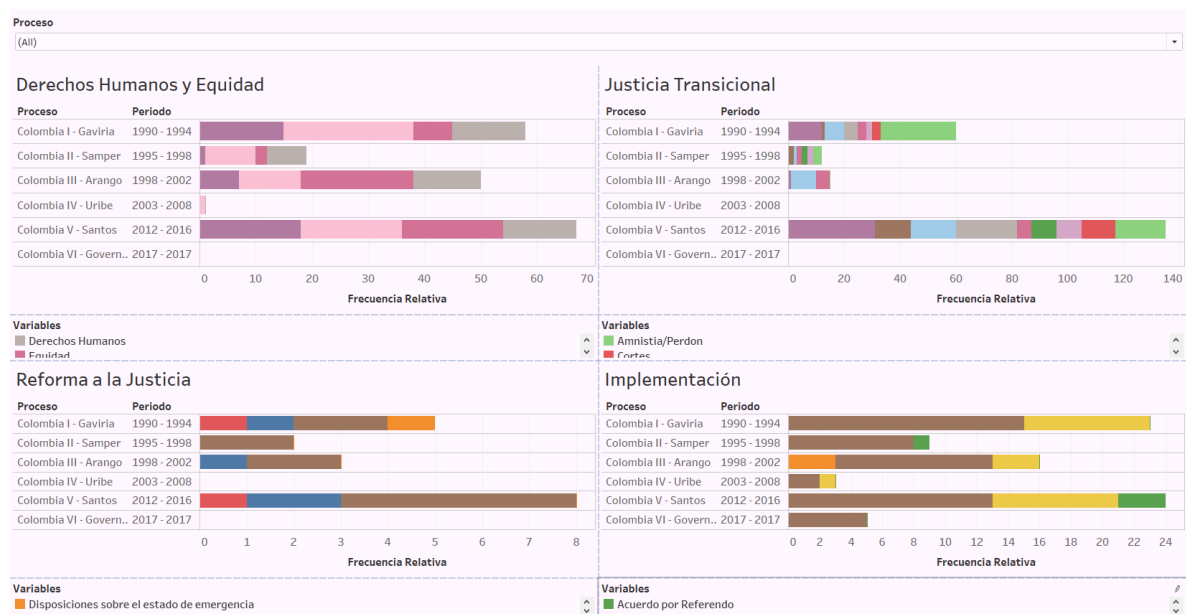 Proceso
(All)
Derechos Humanos y Equidad
Proceso Periodo
Colombia I - Gaviria 1990 - 1994
Colombia II - Samper 1995 - 1998
Colombia III - Arango 1998 - 2002
Colombia IV - Uribe 2003 - 2008
Colombia V - Santos 2012 - 2016
Colombia VI - Govern.. 2017 - 2017
0 10 20 30 40 50 60 70
Frecuencia Relativa
Variables
Derechos Humanos
Equidad
Justicia Transicional
Proceso Periodo
Colombia I - Gaviria 1990 - 1994
Colombia II - Samper 1995 - 1998
Colombia III - Arango 1998 - 2002
Colombia IV - Uribe 2003 - 2008
Colombia V - Santos 2012 - 2016
Colombia VI - Govern.. 2017 - 2017
0 20 40 60 80 100 120 140
Frecuencia Relativa
Variables
Amnistia/Perdon
Cortes
Reforma a la Justicia
Proceso Periodo
Colombia I - Gaviria 1990 - 1994
Colombia II - Samper 1995 - 1998
Colombia III - Arango 1998 - 2002
Colombia IV - Uribe 2003 - 2008
Colombia V - Santos 2012 - 2016
Colombia VI - Govern.. 2017 - 2017
0 1 2 3 4 5 6 7 8
Frecuencia Relativa
Variables
Disposiciones sobre el estado de emergencia
Implementación
Proceso Periodo
Colombia I - Gaviria 1990 - 1994
Colombia II - Samper 1995 - 1998
Colombia III - Arango 1998 - 2002
Colombia IV - Uribe 2003 - 2008
Colombia V - Santos 2012 - 2016
Colombia VI - Govern.. 2017 - 2017
0 2 4 6 8 10 12 14 16 18 20 22 24
Frecuencia Relativa
Variables
Acuerdo por Referendo